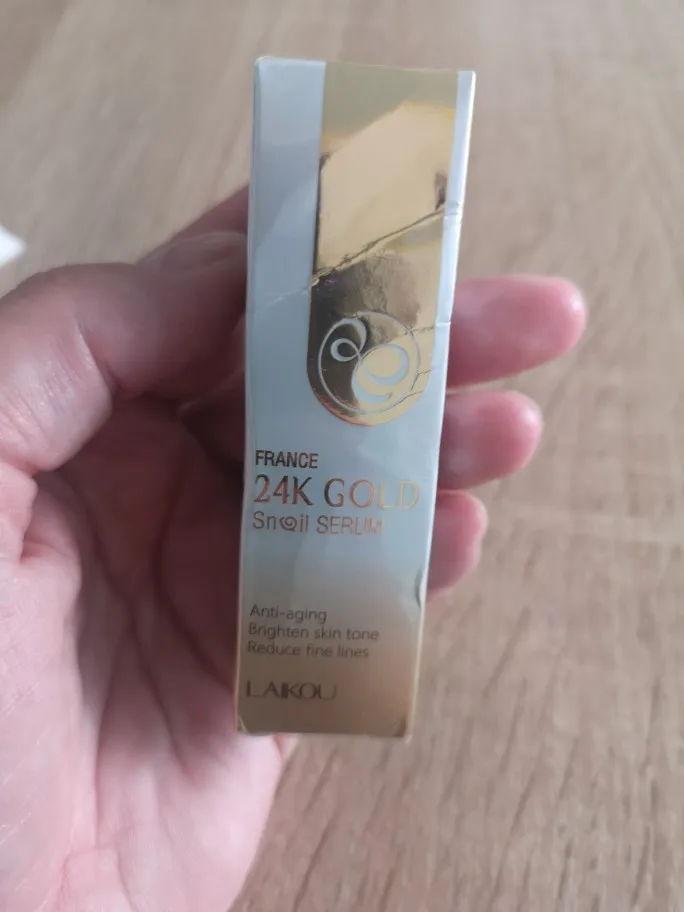 FRANCE
24K GOLD
Snail SERUM
Anti-aging
Brighten skin tone
Reduce fine lines
LAIKOU